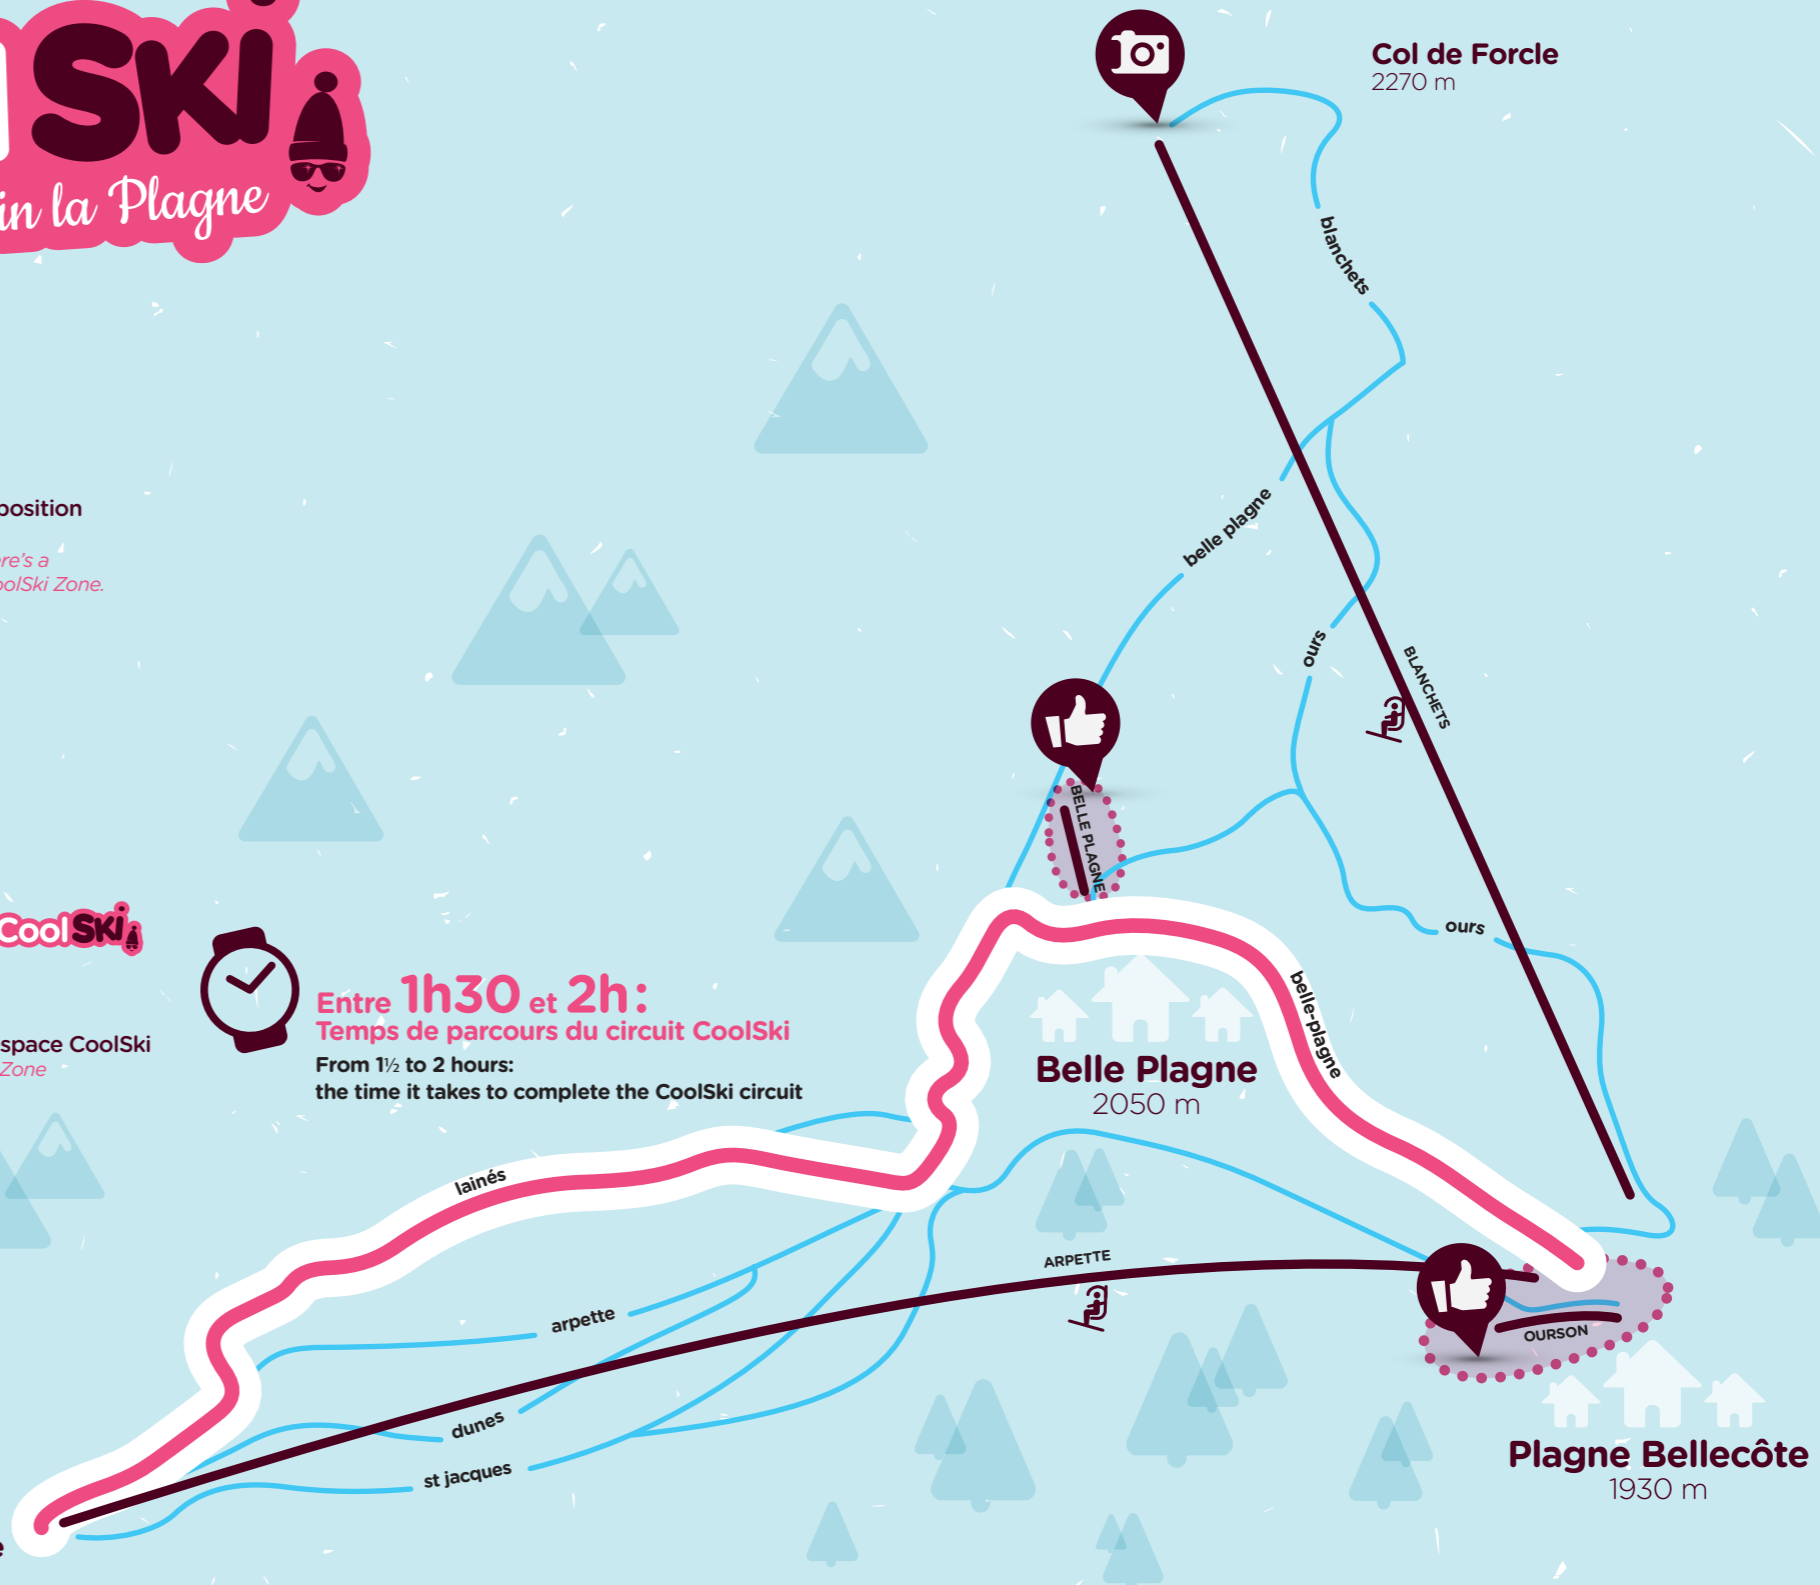 SKi
in la Plagne
Col de Forcle
2270 m
blanchets
position
re's a
oolSki Zone.
belle plagne
ours
BLANCHETS
BELLE PLAGNE
CoolSKi
ours
Entre 1h30 et 2h:
Temps de parcours du circuit CoolSki
From 1½ to 2 hours:
the time it takes to complete the CoolSki circuit
space CoolSki
Zone
belle-plagne
Belle Plagne
2050 m
lainés
ARPETTE
arpette
OURSON
dunes
st jacques
Plagne Bellecôte
1930 m
e